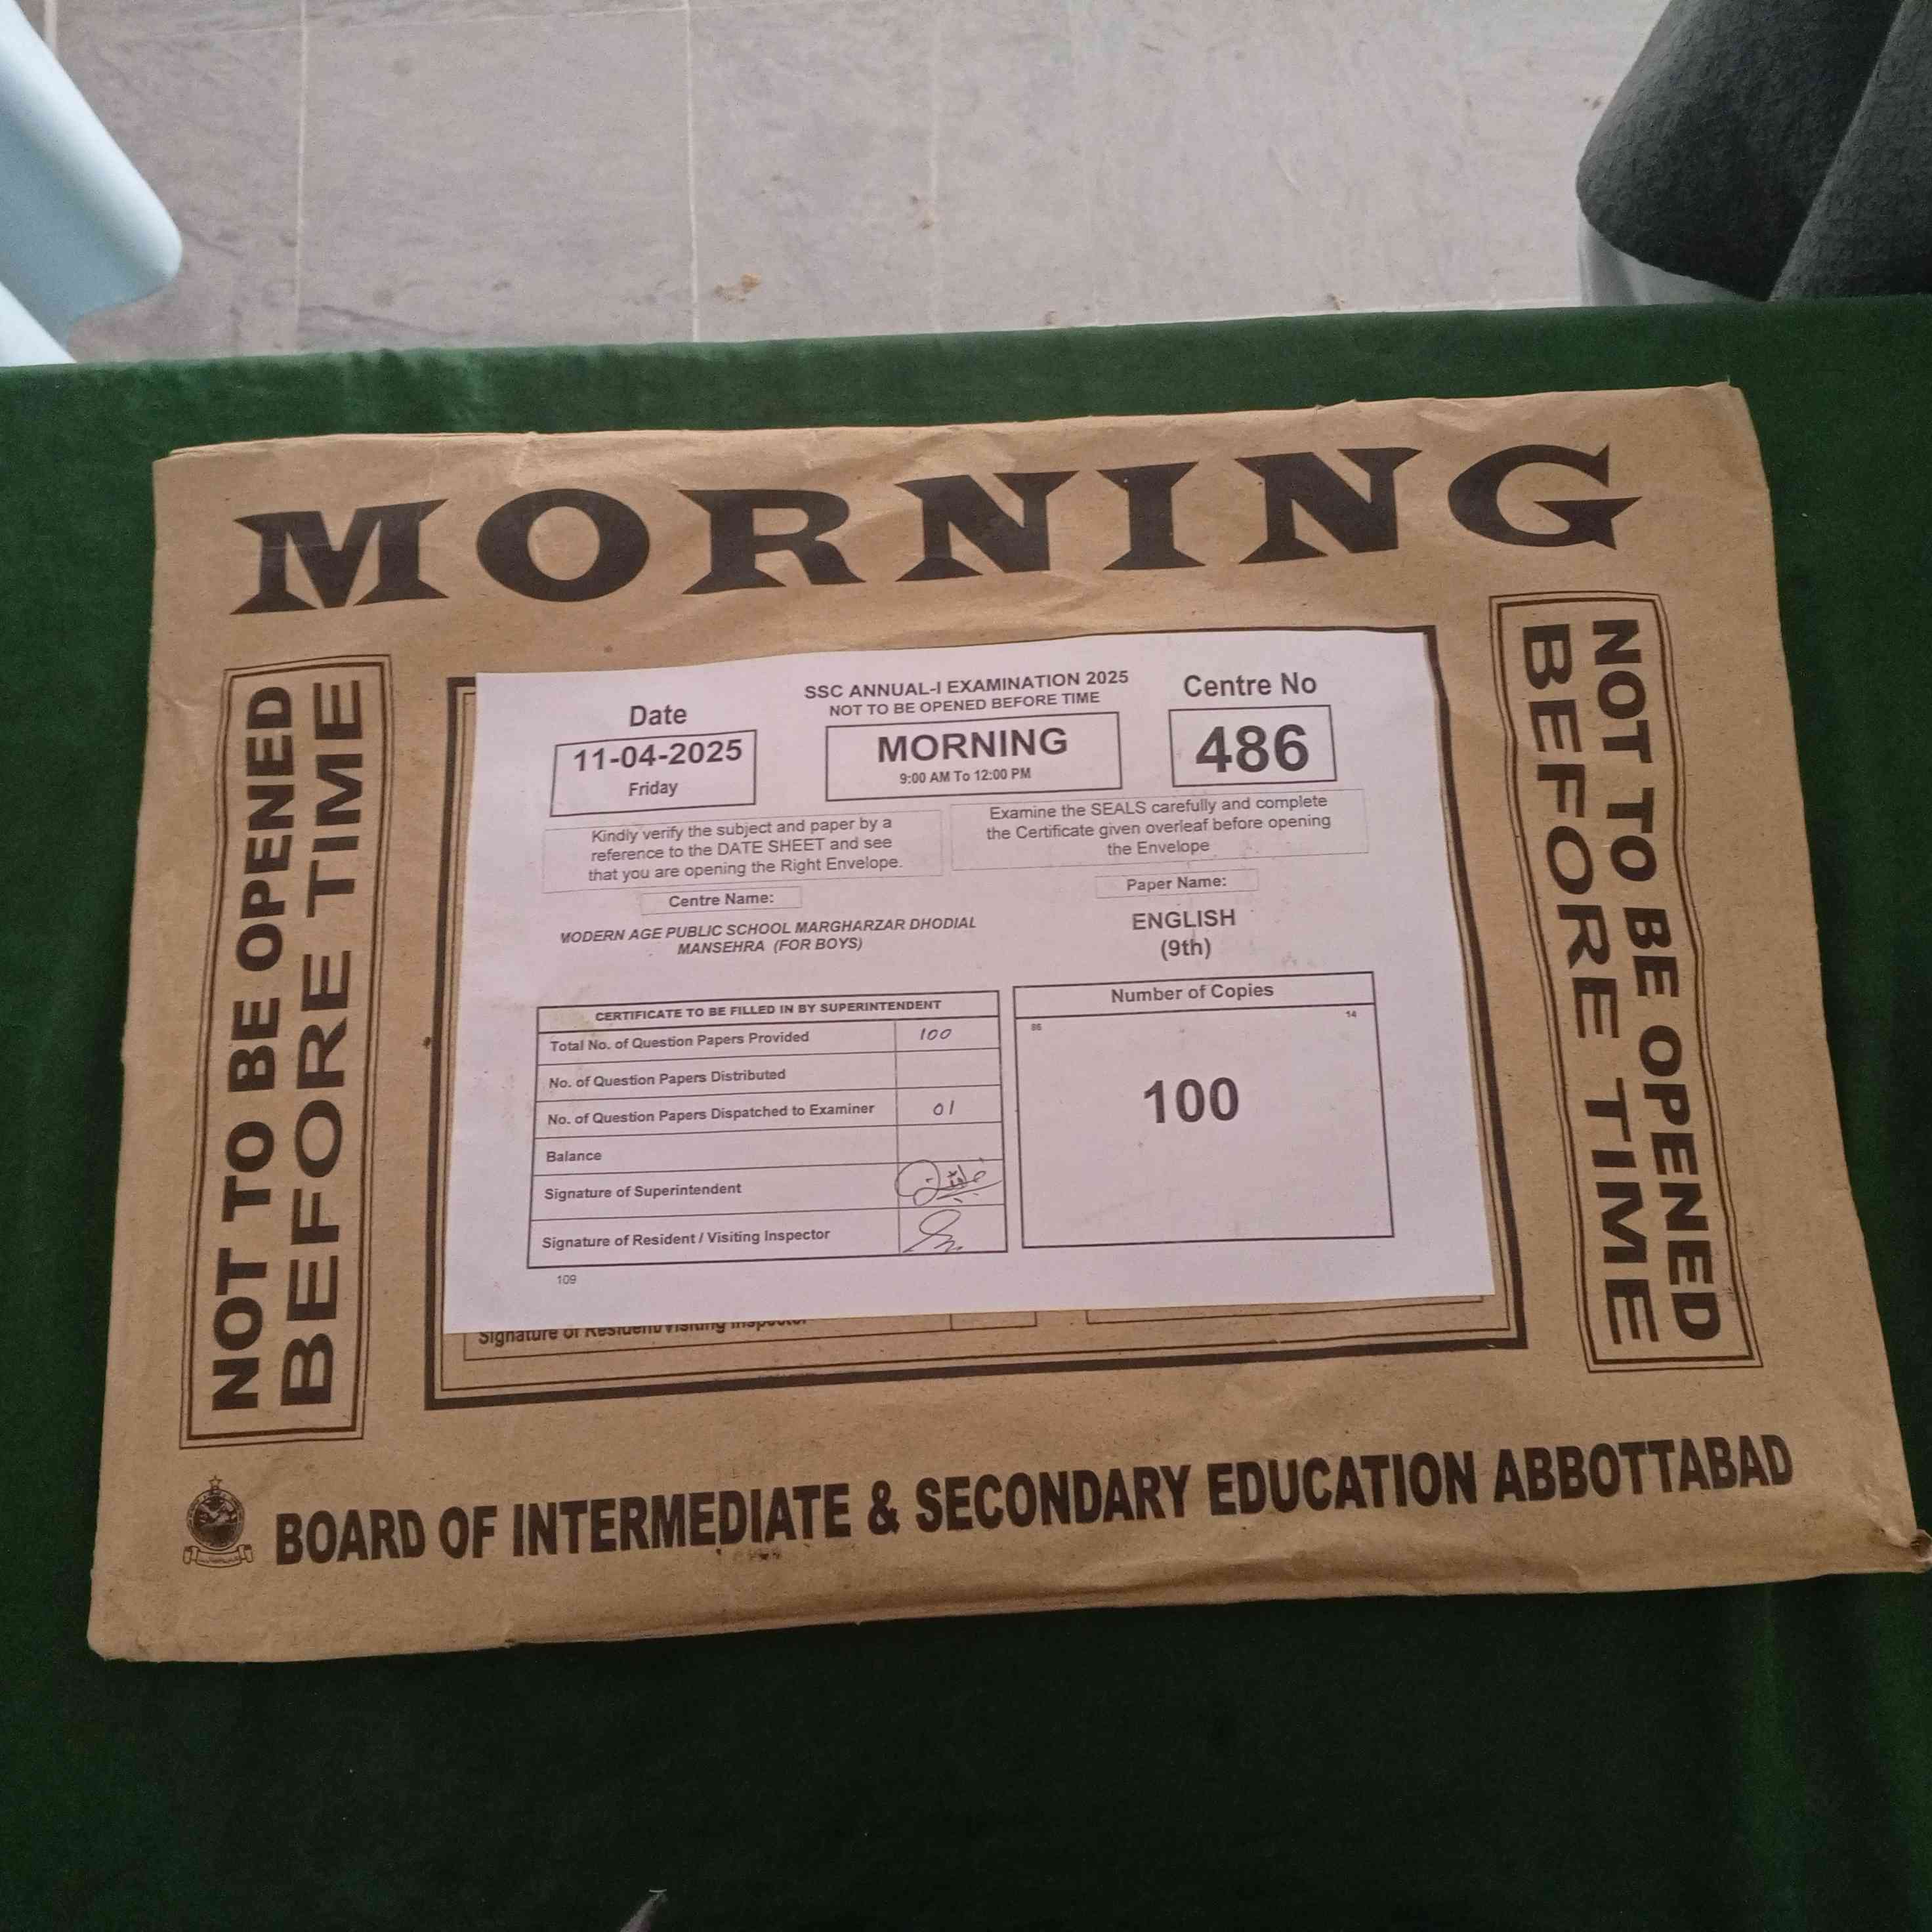 MORNING
NOT TO BE OPENED
BEFORE TIME
SSC ANNUAL-I EXAMINATION 2025
NOT TO BE OPENED BEFORE TIME
Date
11-04-2025
Friday
MORNING
9:00 AM To 12:00 PM
Centre No
486
Kindly verify the subject and paper by a
reference to the DATE SHEET and see
that you are opening the Right Envelope.
Examine the SEALS carefully and complete
the Certificate given overleaf before opening
the Envelope
Centre Name:
MODERN AGE PUBLIC SCHOOL MARGHARZAR DHODIAL
MANSEHRA (FOR BOYS)
Paper Name:
ENGLISH
(9th)
CERTIFICATE TO BE FILLED IN BY SUPERINTENDENT
Total No. of Question Papers Provided 100
No. of Question Papers Distributed
No. of Question Papers Dispatched to Examiner 01
Balance
Signature of Superintendent
Signature of Resident / Visiting Inspector
109
Number of Copies
86 14
100
Signature of Resident/Visiting Inspector
NOT TO BE OPENED
BEFORE TIME
BOARD OF INTERMEDIATE & SECONDARY EDUCATION ABBOTTABAD